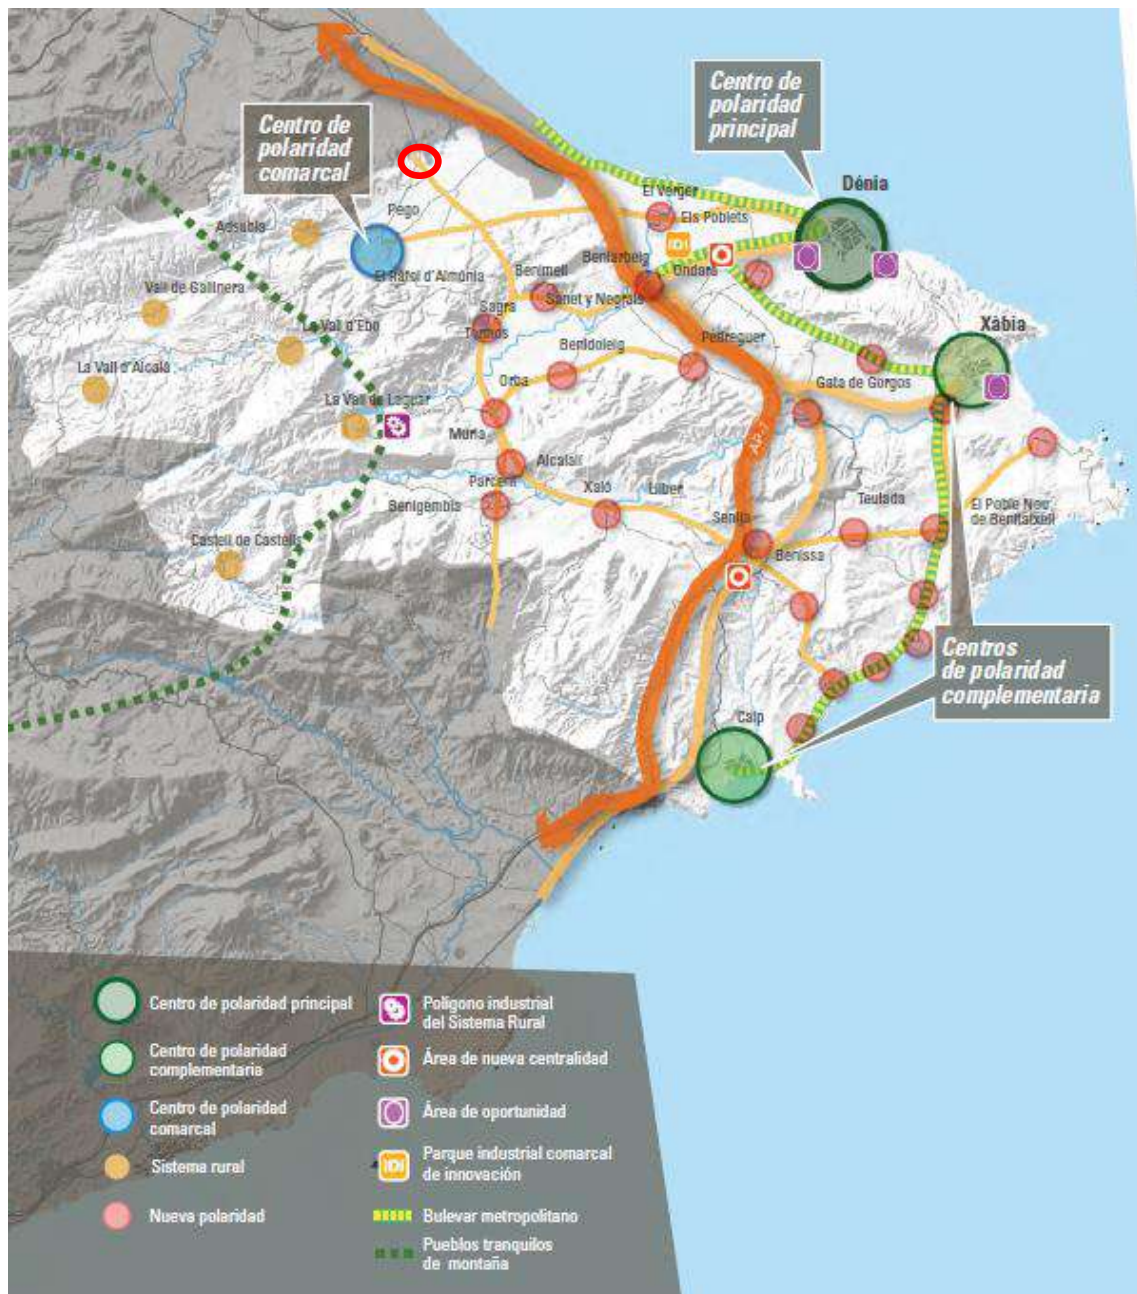 Centro de
polaridad
principal
Centro de
polaridad
comarcal
Dénia
El Verger
Pego
Els Poblets
Adsubia
IDI
Beniarbeig
Ondara
El Ràfol d'Almúnia
Benimeli
Vall de Gallinera
Sanet y Negrals
Sagra
Xàbia
La Vall d'Ebo
Tormos
Pedreguer
Benidoleig
La Vall d'Alcalà
Orba
Gata de Gorgos
La Vall de Laguar
Murla
AP-7
Alcalalí
Parcent
Xaló
Llíber
Benigembla
Teulada
El Poble Nou
de Benitatxell
Senija
Castell de Castells
Benissa
Centros
de polaridad
complementaria
Calp
Centro de polaridad principal
Centro de polaridad
complementaria
Centro de polaridad
comarcal
Sistema rural
Nueva polaridad
Polígono industrial
del Sistema Rural
Área de nueva centralidad
Área de oportunidad
IDI
Parque industrial comarcal
de innovación
Bulevar metropolitano
Pueblos tranquilos
de montaña